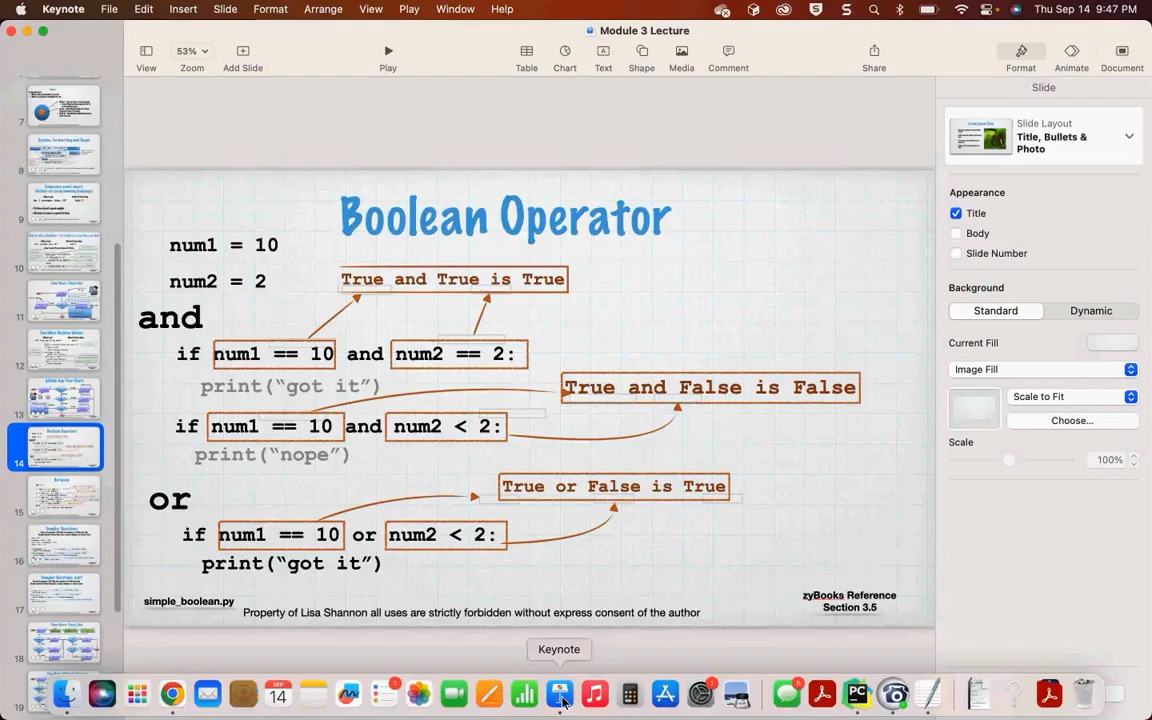 Keynote File Edit Insert Slide Format Arrange View Play Window Help Thu Sep 14 9:47 PM
Module 3 Lecture
53%
View Zoom Add Slide Play Table Chart Text Shape Media Comment Share Format Animate Document
Slide
Slide Layout
Title, Bullets &
Photo
Appearance
Title
Body
Slide Number
Background
Standard Dynamic
Current Fill
Image Fill
Scale to Fit
Choose...
Scale
100%
7
8
9
10
11
12
13
14
15
16
17
18
19
Boolean Operator
num1 = 10
num2 = 2
True and True is True
and
if num1 == 10 and num2 == 2:
print(“got it”)
True and False is False
if num1 == 10 and num2 < 2:
print(“nope”)
True or False is True
or
if num1 == 10 or num2 < 2:
print(“got it”)
simple_boolean.py
Property of Lisa Shannon all uses are strictly forbidden without express consent of the author
zyBooks Reference
Section 3.5
Keynote
SEP
14